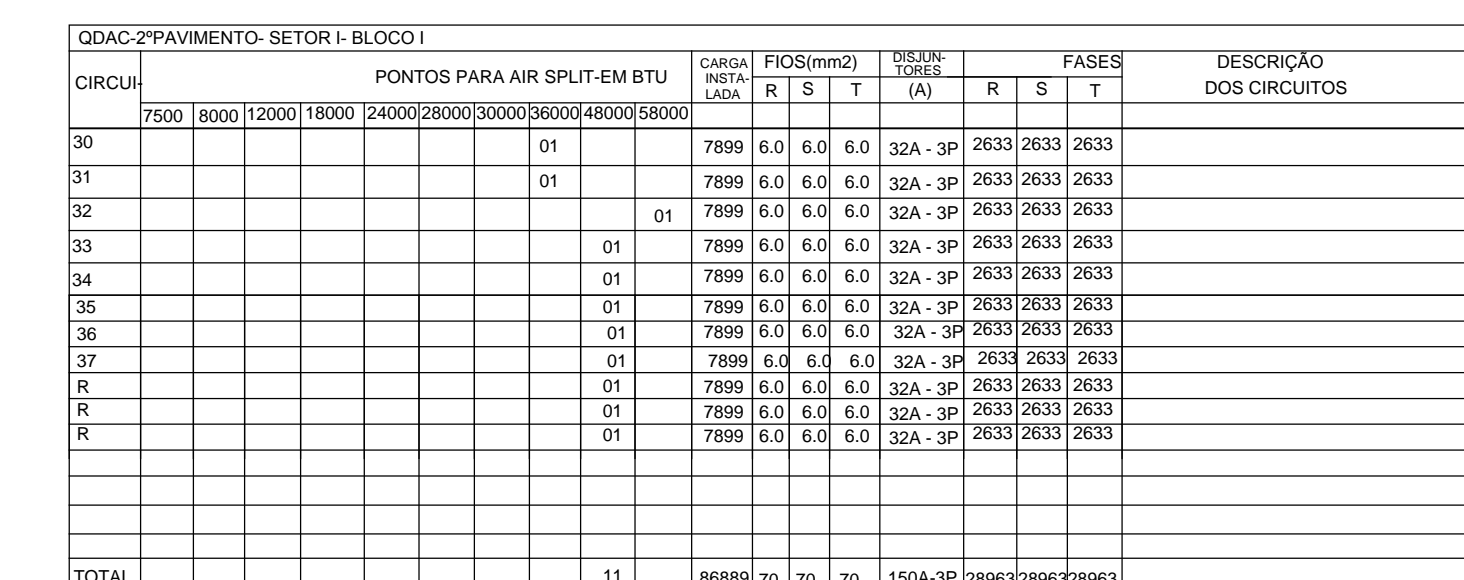 QDAC-2ºPAVIMENTO- SETOR I- BLOCO I
CIRCUI- PONTOS PARA AIR SPLIT-EM BTU CARGA INSTA- LADA FIOS(mm2) DISJUN- TORES FASES DESCRIÇÃO
R S T (A) R S T DOS CIRCUITOS
7500 8000 12000 18000 24000 28000 30000 36000 48000 58000
30 01 7899 6.0 6.0 6.0 32A - 3P 2633 2633 2633
31 01 7899 6.0 6.0 6.0 32A - 3P 2633 2633 2633
32 01 7899 6.0 6.0 6.0 32A - 3P 2633 2633 2633
33 01 7899 6.0 6.0 6.0 32A - 3P 2633 2633 2633
34 01 7899 6.0 6.0 6.0 32A - 3P 2633 2633 2633
35 01 7899 6.0 6.0 6.0 32A - 3P 2633 2633 2633
36 01 7899 6.0 6.0 6.0 32A - 3P 2633 2633 2633
37 01 7899 6.0 6.0 6.0 32A - 3P 2633 2633 2633
R 01 7899 6.0 6.0 6.0 32A - 3P 2633 2633 2633
R 01 7899 6.0 6.0 6.0 32A - 3P 2633 2633 2633
R 01 7899 6.0 6.0 6.0 32A - 3P 2633 2633 2633
TOTAL 11 86889 70 70 70 150A-3P 28963 28963 28963